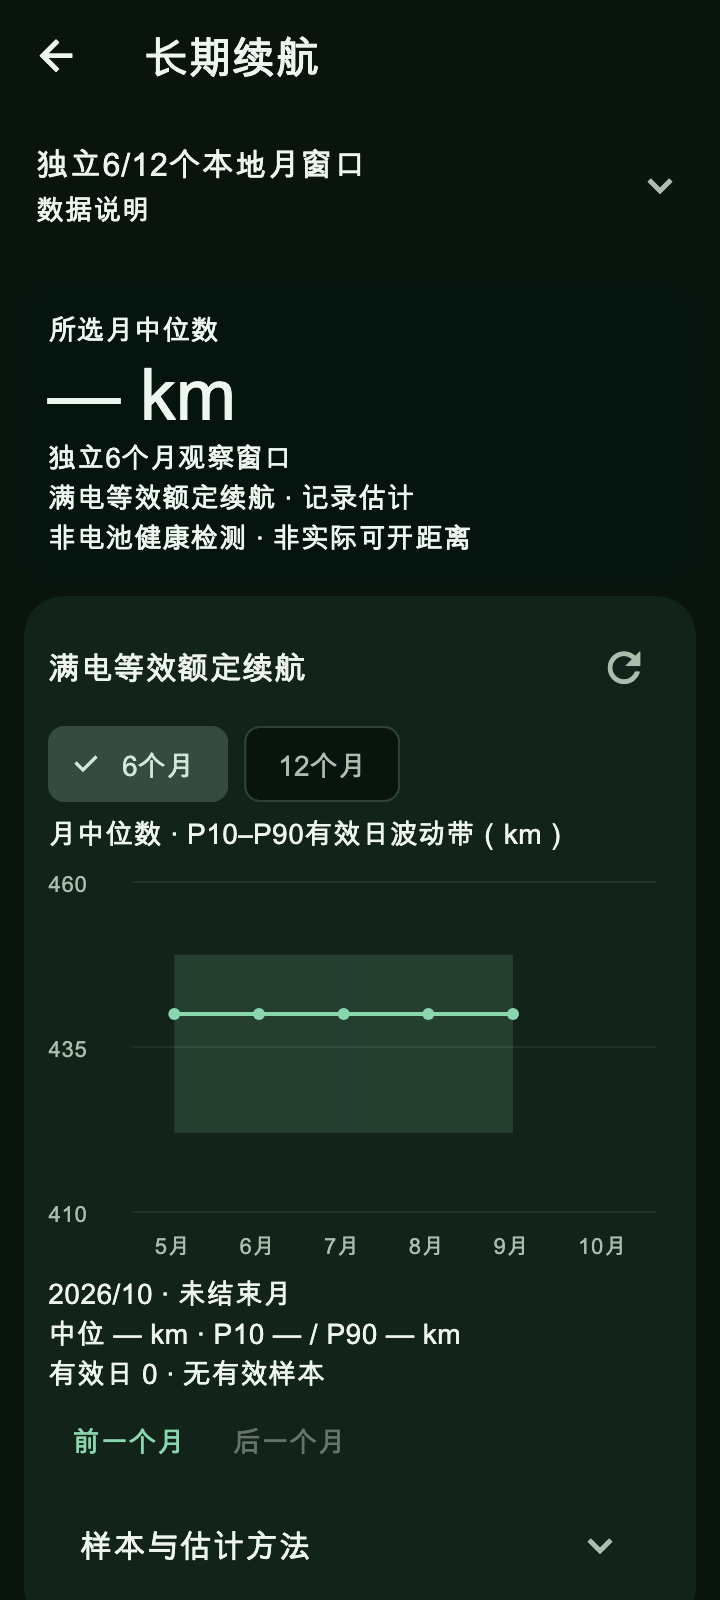 长期续航
独立6/12个本地月窗口
数据说明
所选月中位数
— km
独立6个月观察窗口
满电等效额定续航 · 记录估计
非电池健康检测 · 非实际可开距离
满电等效额定续航
6个月
12个月
月中位数 · P10–P90有效日波动带（km）
460
435
410
5月 6月 7月 8月 9月 10月
2026/10 · 未结束月
中位 — km · P10 — / P90 — km
有效日 0 · 无有效样本
前一个月 后一个月
样本与估计方法